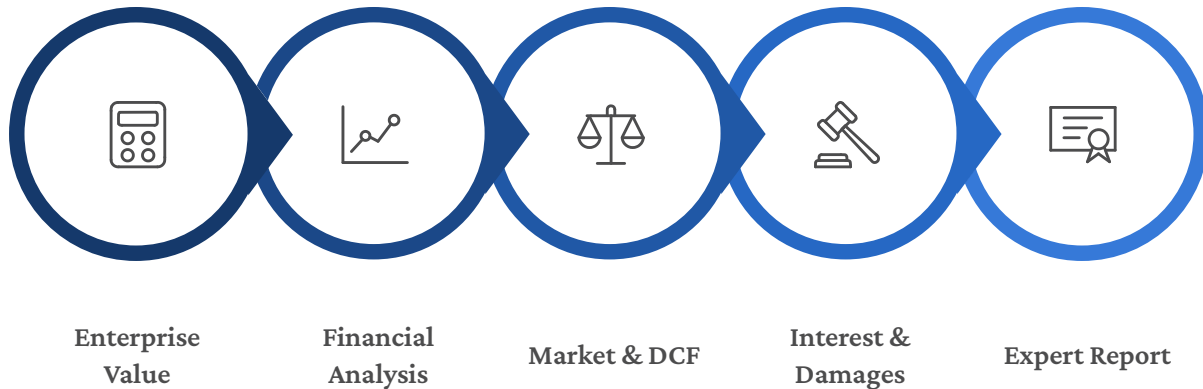 Enterprise
Value
Financial
Analysis
Market & DCF
Interest &
Damages
Expert Report